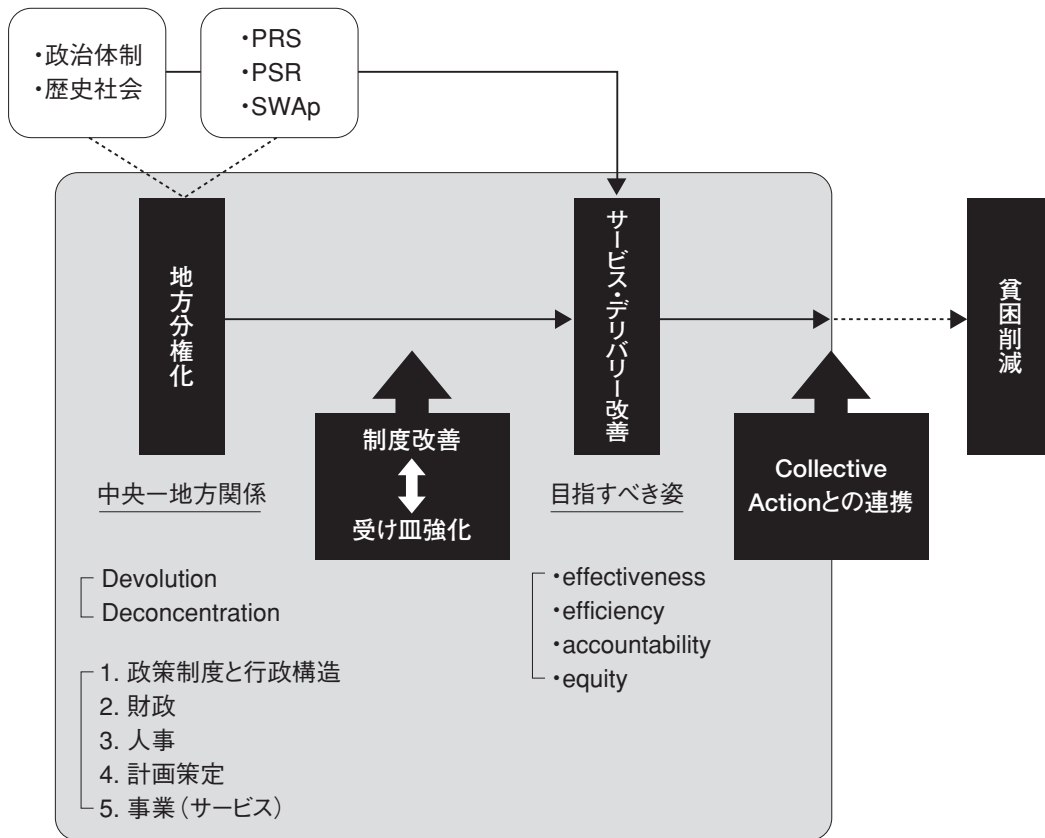 ・政治体制
・歴史社会
・PRS
・PSR
・SWAp
地方分権化
サービス・デリバリー改善
貧困削減
制度改善
受け皿強化
Collective
Actionとの連携
中央ー地方関係
目指すべき姿
Devolution
Deconcentration
・effectiveness
・efficiency
・accountability
・equity
1. 政策制度と行政構造
2. 財政
3. 人事
4. 計画策定
5. 事業（サービス）